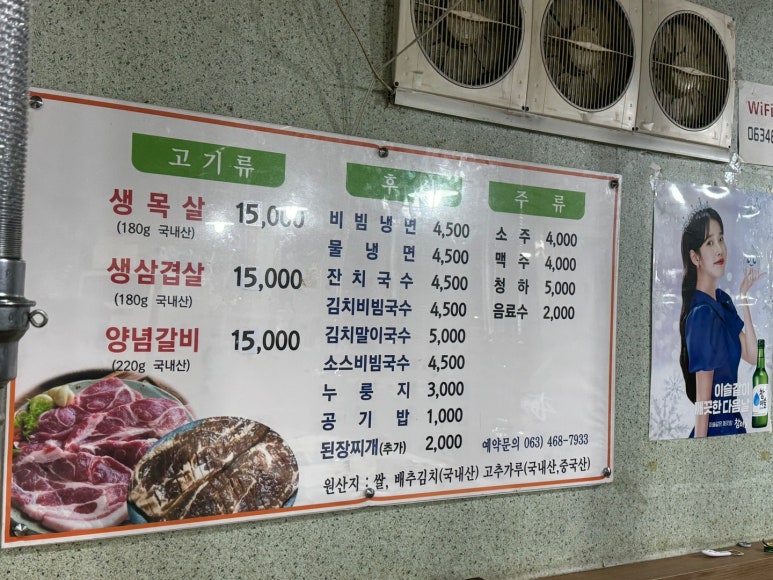 고기류
생 목 살 15,000
(180g 국내산)
생삼겹살 15,000
(180g 국내산)
양념갈비 15,000
(220g 국내산)
후
비 빔 냉 면 4,500
물 냉 면 4,500
잔 치 국 수 4,500
김치비빔국수 4,500
김치말이국수 5,000
소스비빔국수 4,500
누 룽 지 3,000
공 기 밥 1,000
된장찌개(추가) 2,000
주 류
소 주 4,000
맥 주 4,000
청 하 5,000
음료수 2,000
예약문의 063) 468-7933
원산지 : 쌀, 배추김치(국내산) 고추가루(국내산,중국산)
WiFi
0634
이슬같이
깨끗한 다음